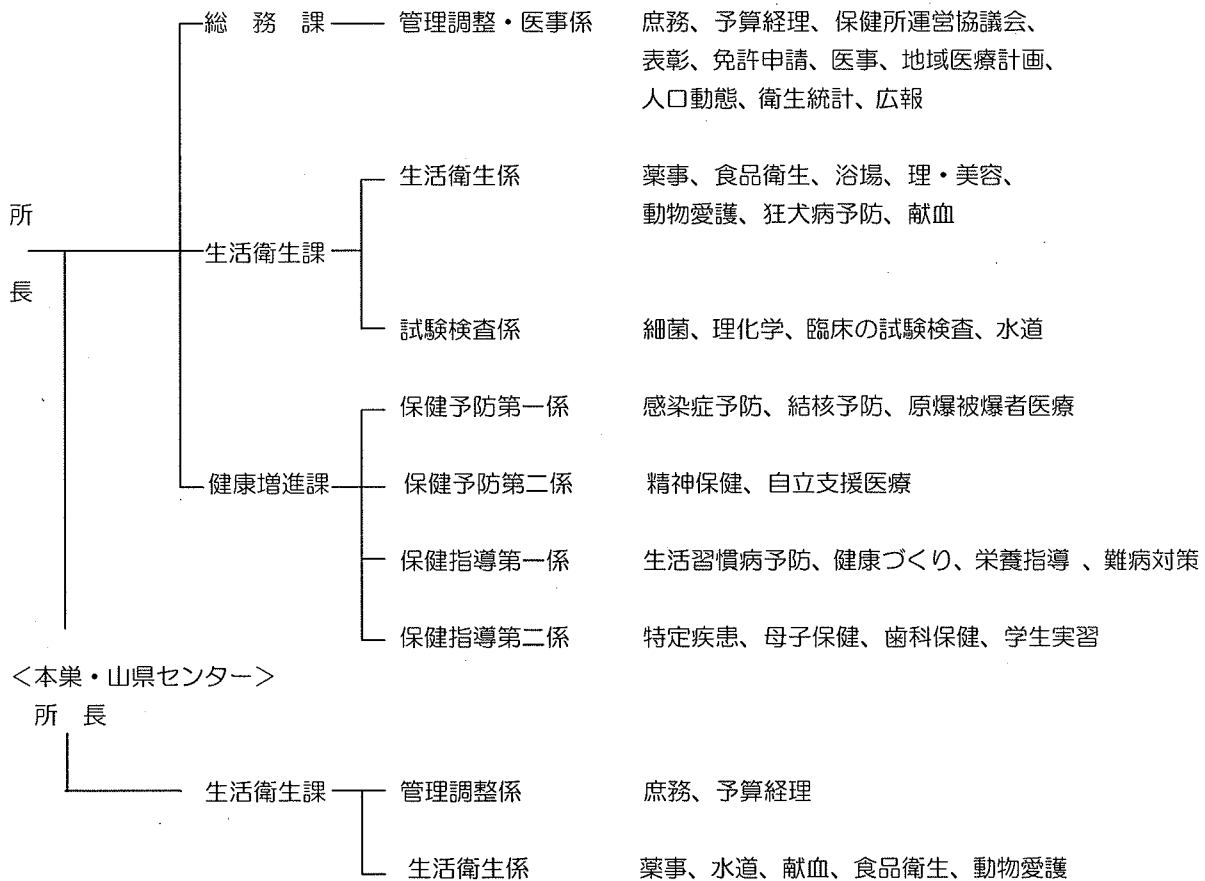 総務課 管理調整・医事係 庶務、予算経理、保健所運営協議会、
表彰、免許申請、医事、地域医療計画、
人口動態、衛生統計、広報
生活衛生係 薬事、食品衛生、浴場、理・美容、
動物愛護、狂犬病予防、献血
所長
生活衛生課
試験検査係 細菌、理化学、臨床の試験検査、水道
保健予防第一係 感染症予防、結核予防、原爆被爆者医療
健康増進課 保健予防第二係 精神保健、自立支援医療
保健指導第一係 生活習慣病予防、健康づくり、栄養指導 、難病対策
保健指導第二係 特定疾患、母子保健、歯科保健、学生実習
＜本巣・山県センター＞
所 長
生活衛生課 管理調整係 庶務、予算経理
生活衛生係 薬事、水道、献血、食品衛生、動物愛護